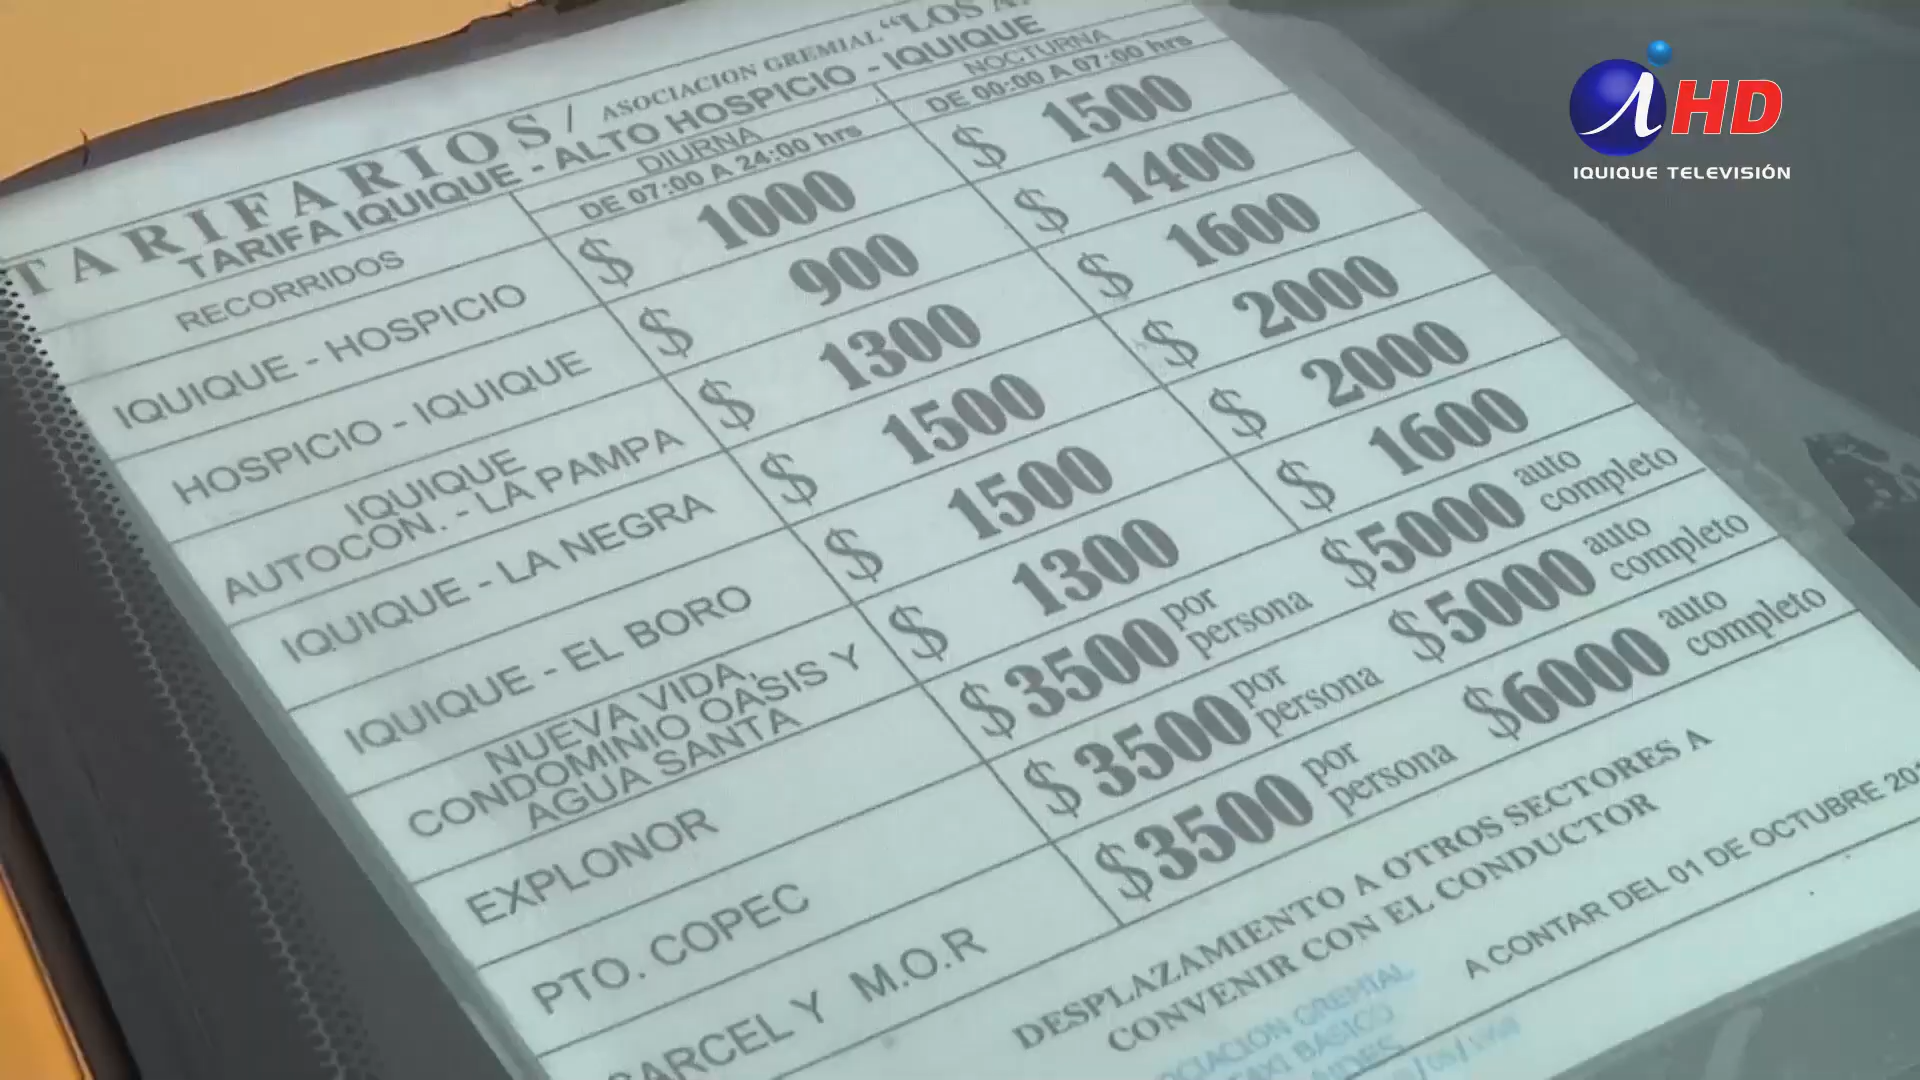 TARIFARIOS / ASOCIACION GREMIAL "LOS
TARIFA IQUIQUE - ALTO HOSPICIO - IQUIQUE
RECORRIDOS
DIURNA
DE 07:00 A 24:00 hrs
NOCTURNA
DE 00:00 A 07:00 hrs
IQUIQUE - HOSPICIO $ 1000 $ 1500
HOSPICIO - IQUIQUE $ 900 $ 1400
IQUIQUE
AUTOCON. - LA PAMPA $ 1300 $ 1600
IQUIQUE - LA NEGRA $ 1500 $ 2000
IQUIQUE - EL BORO $ 1500 $ 2000
NUEVA VIDA,
CONDOMINIO OASIS Y
AGUA SANTA $ 1300 $ 1600
EXPLONOR $3500 por persona $5000 auto completo
PTO. COPEC $3500 por persona $5000 auto completo
Y M.O.R $3500 por persona $6000 auto completo
DESPLAZAMIENTO A OTROS SECTORES A
CONVENIR CON EL CONDUCTOR
A CONTAR DEL 01 DE OCTUBRE
GREMIAL
TAXI BASICO
HD
IQUIQUE TELEVISIÓN